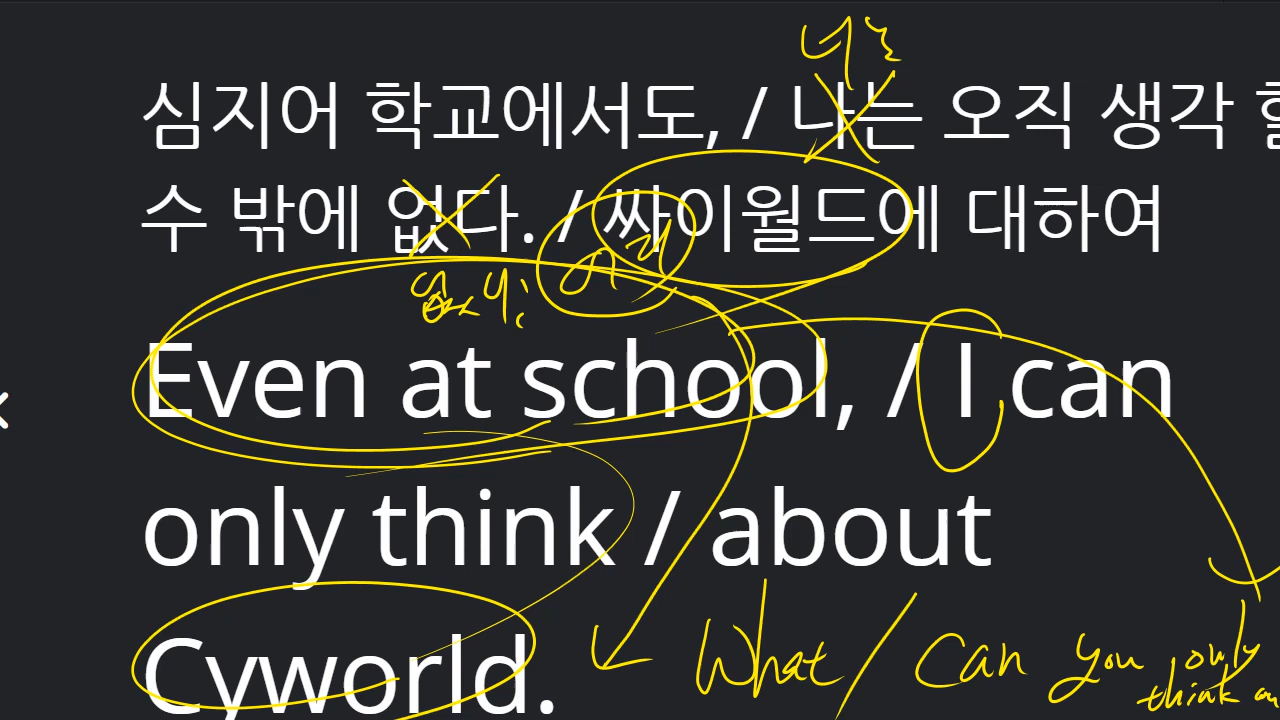 너는
심지어 학교에서도, / 나는 오직 생각 할
수 밖에 없다. / 싸이월드에 대하여
Even at school, / I can
only think / about
Cyworld.
What / Can you only
think